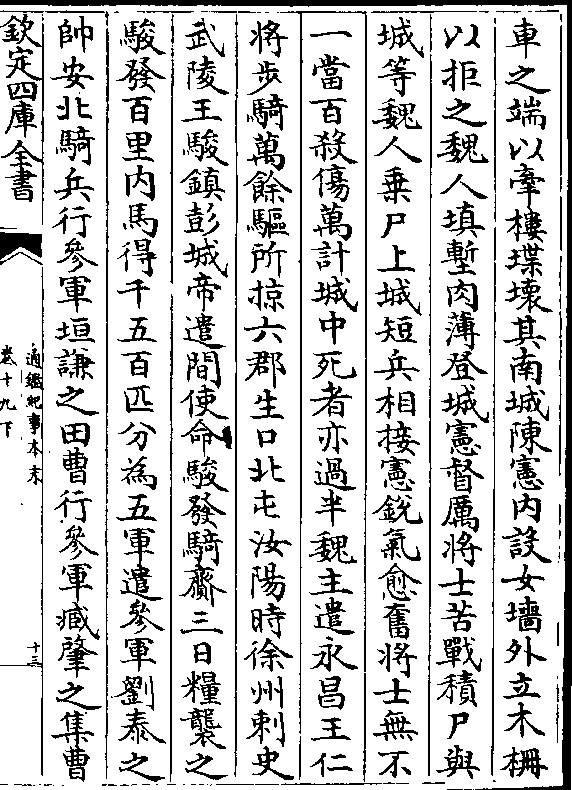 車之端以牽樓堞壞其南城陳憲内設女墻外立木柵
以拒之魏人填塹肉薄登城憲督厲將士苦戰積尸與
城等魏人乗尸上城短兵相接憲銳氣愈奮將士無不
一當百殺傷萬計城中死者亦過半魏主遣永昌王仁
將步騎萬餘驅所掠六郡生口北屯汝陽時徐州刺史
武陵王駿鎮彭城帝遣間使命駿發騎齎三日糧襲之
駿發百里内馬得千五百匹分為五軍遣參軍劉泰之
帥安北騎兵行參軍垣謙之田曹行參軍臧肇之集曹
欽定四庫全書
通鑑紀事本末
卷十九下
十三